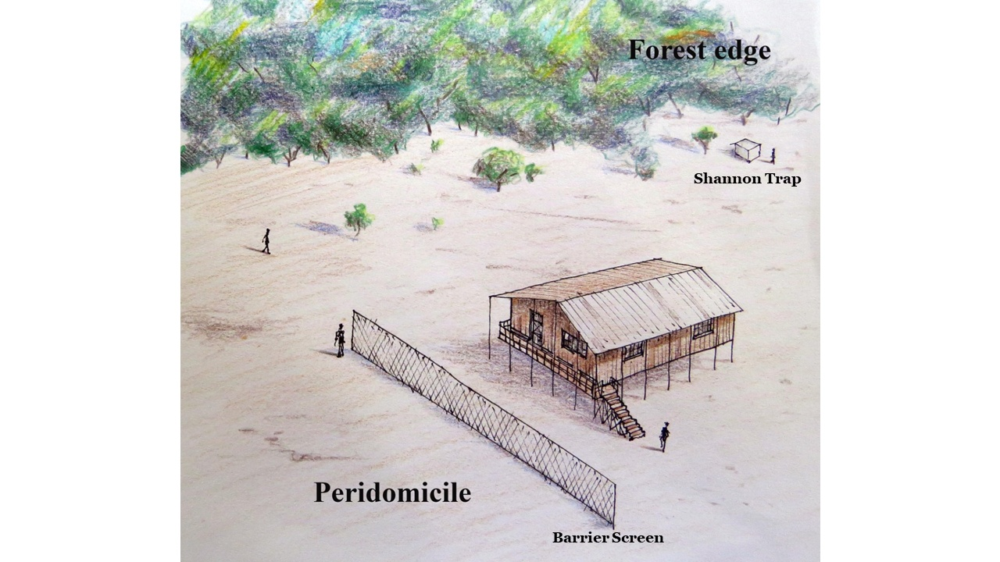 Forest edge
Shannon Trap
Peridomicile
Barrier Screen